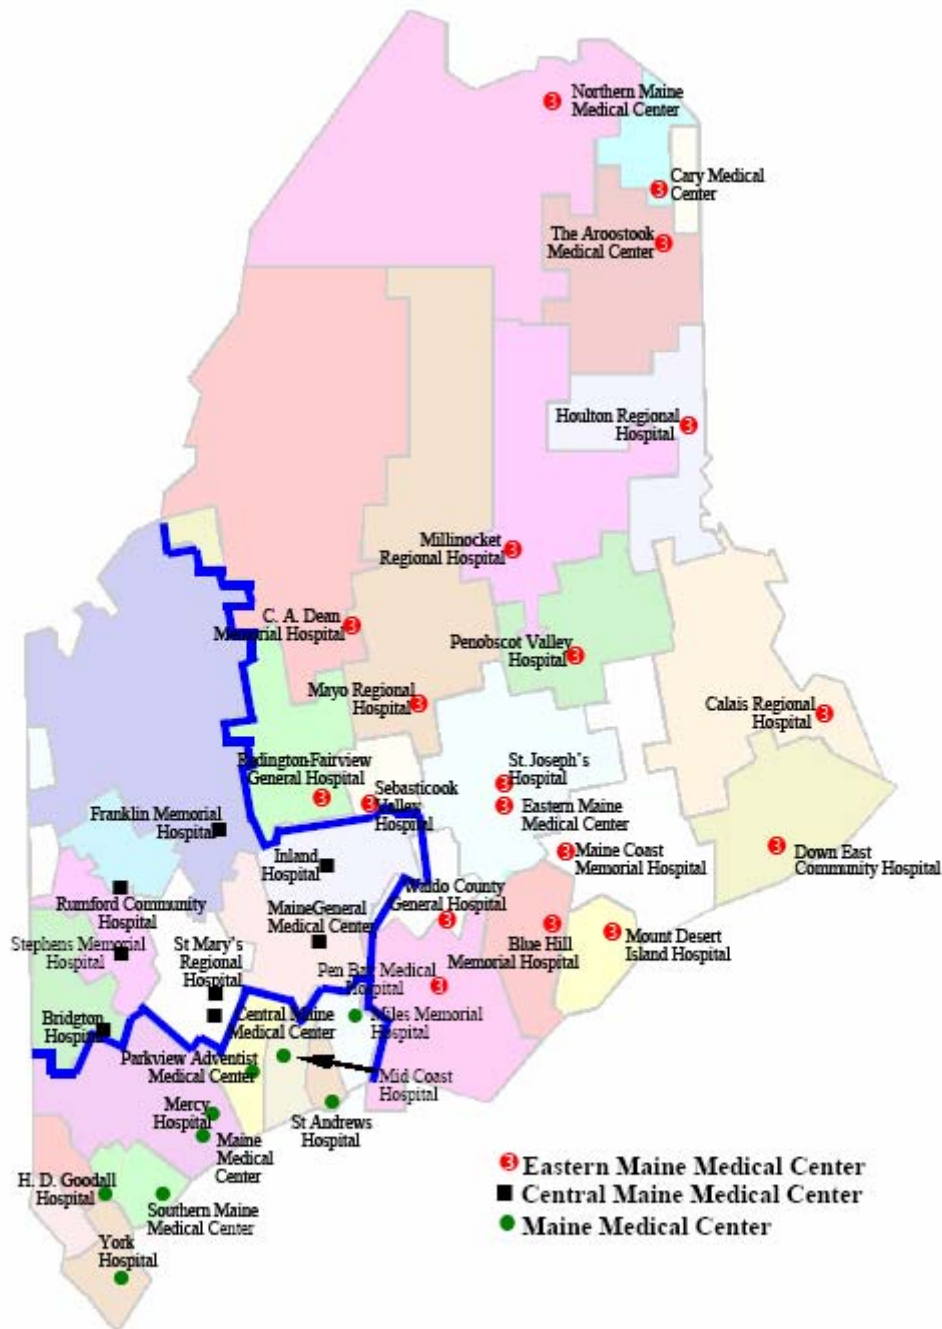 Northern Maine
Medical Center
Cary Medical
Center
The Aroostook
Medical Center
Houlton Regional
Hospital
Millinocket
Regional Hospital
C. A. Dean
Memorial Hospital
Penobscot Valley
Hospital
Mayo Regional
Hospital
Calais Regional
Hospital
Redington-Fairview
General Hospital
St. Joseph's
Hospital
Sebasticook
Valley
Hospital
Eastern Maine
Medical Center
Franklin Memorial
Hospital
Maine Coast
Memorial Hospital
Down East
Community Hospital
Inland
Hospital
Waldo County
General Hospital
Rumford Community
Hospital
MaineGeneral
Medical Center
Blue Hill
Memorial Hospital
Mount Desert
Island Hospital
Stephens Memorial
Hospital
St Mary's
Regional
Hospital
Pen Bay Medical
Hospital
Bridgton
Hospital
Central Maine
Medical Center
Miles Memorial
Hospital
Parkview Adventist
Medical Center
Mid Coast
Hospital
Mercy
Hospital
St Andrews
Hospital
Maine
Medical
Center
H. D. Goodall
Hospital
Southern Maine
Medical Center
York
Hospital
3 Eastern Maine Medical Center
Central Maine Medical Center
Maine Medical Center